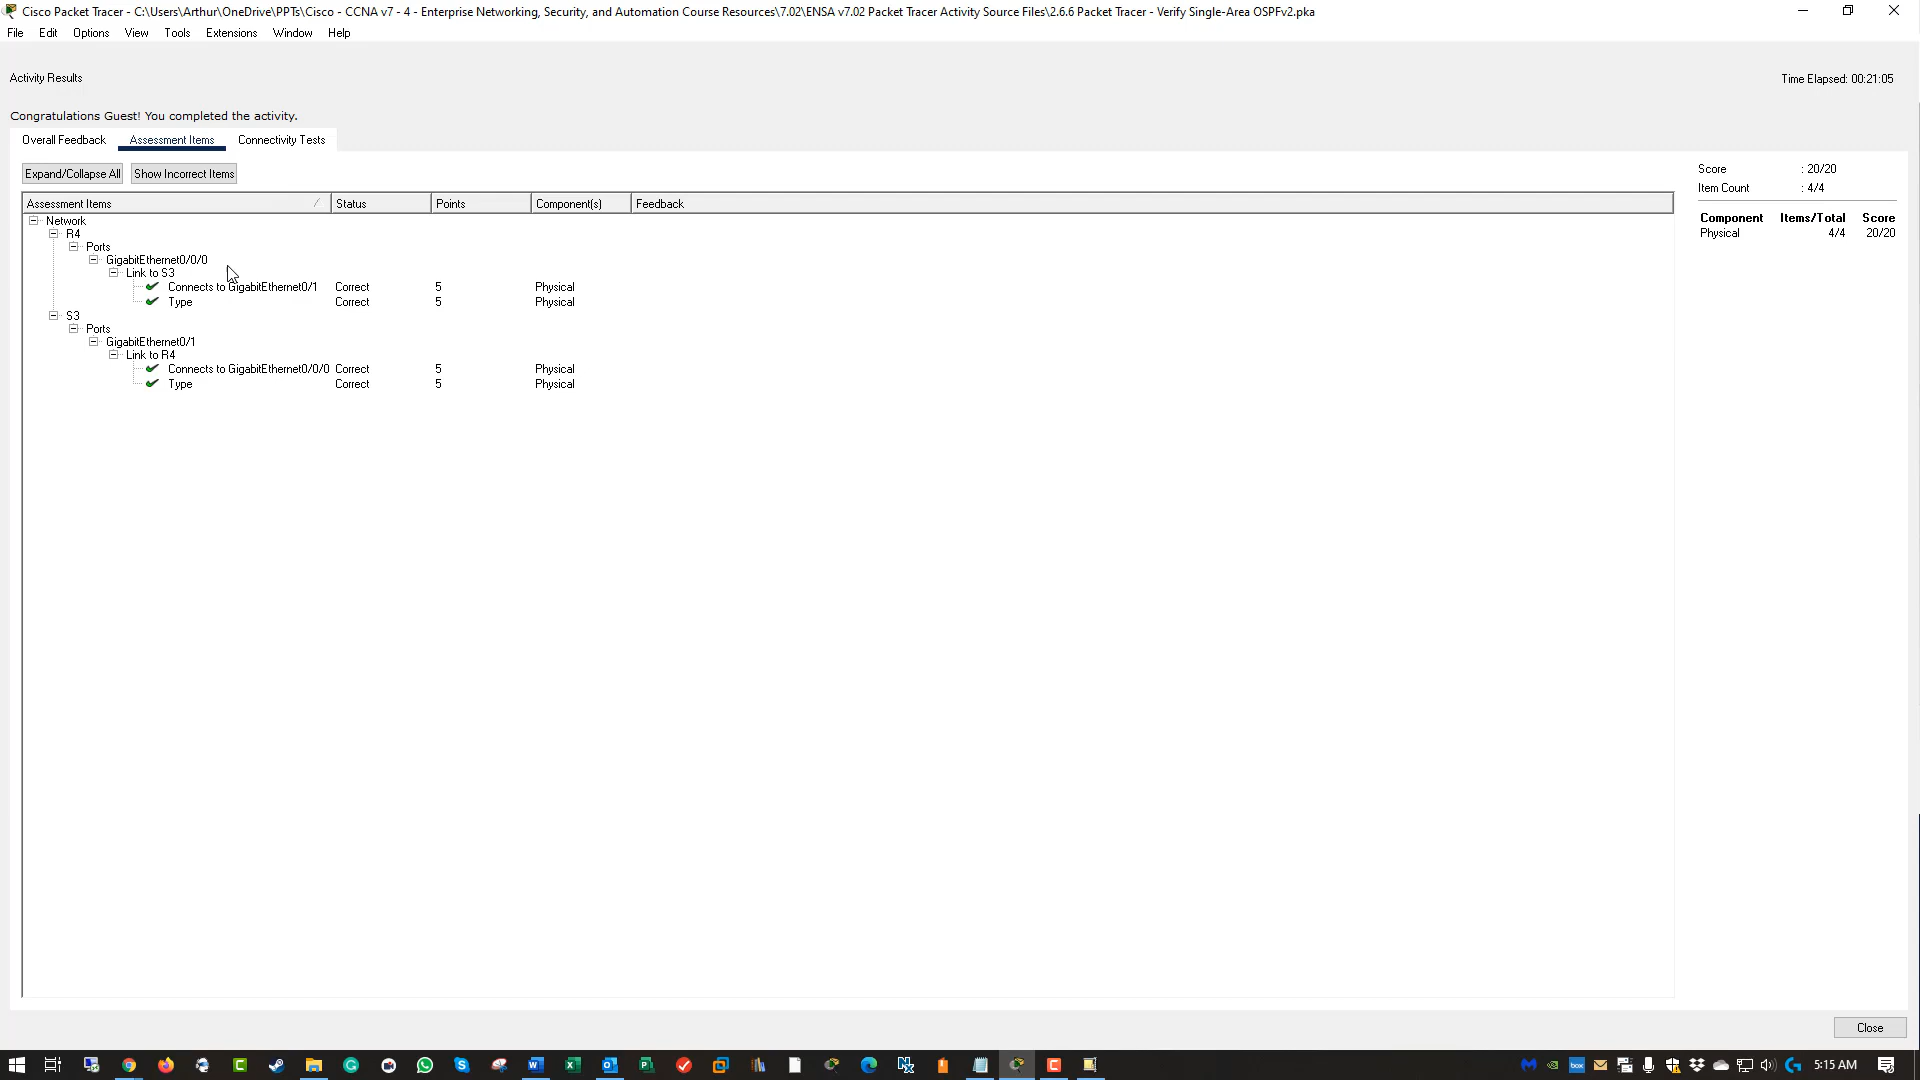 Cisco Packet Tracer - C:\Users\Arthur\OneDrive\PPTs\Cisco - CCNA v7 - 4 - Enterprise Networking, Security, and Automation Course Resources\7.02\ENSA v7.02 Packet Tracer Activity Source Files\2.6.6 Packet Tracer - Verify Single-Area OSPFv2.pka
File Edit Options View Tools Extensions Window Help
Activity Results
Time Elapsed: 00:21:05
Congratulations Guest! You completed the activity.
Overall Feedback Assessment Items Connectivity Tests
Expand/Collapse All Show Incorrect Items
Score : 20/20
Item Count : 4/4
Component Items/Total Score
Physical 4/4 20/20
Assessment Items Status Points Component(s) Feedback
Network
R4
Ports
GigabitEthernet0/0/0
Link to S3
Connects to GigabitEthernet0/1 Correct 5 Physical
Type Correct 5 Physical
S3
Ports
GigabitEthernet0/1
Link to R4
Connects to GigabitEthernet0/0/0 Correct 5 Physical
Type Correct 5 Physical
Close
5:15 AM